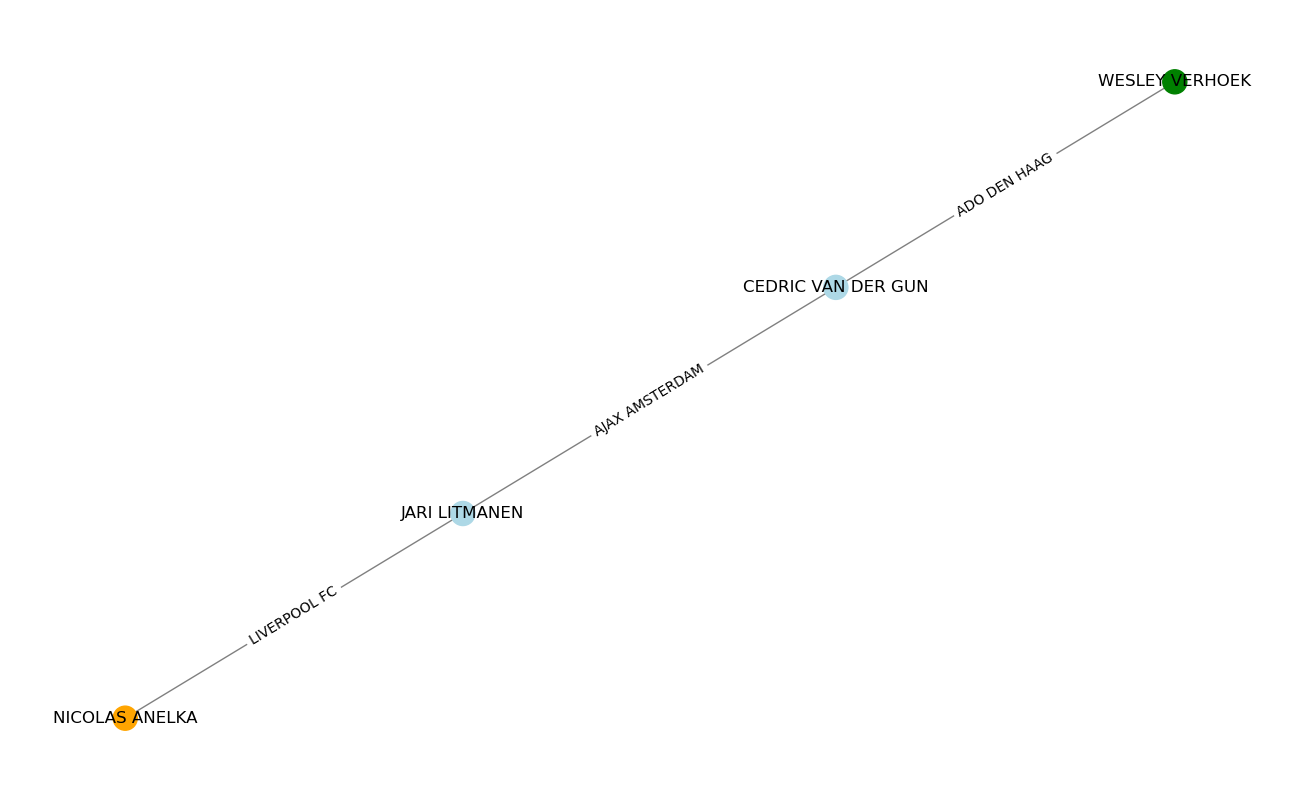 WESLEY VERHOEK
ADO DEN HAAG
CEDRIC VAN DER GUN
AJAX AMSTERDAM
JARI LITMANEN
LIVERPOOL FC
NICOLAS ANELKA